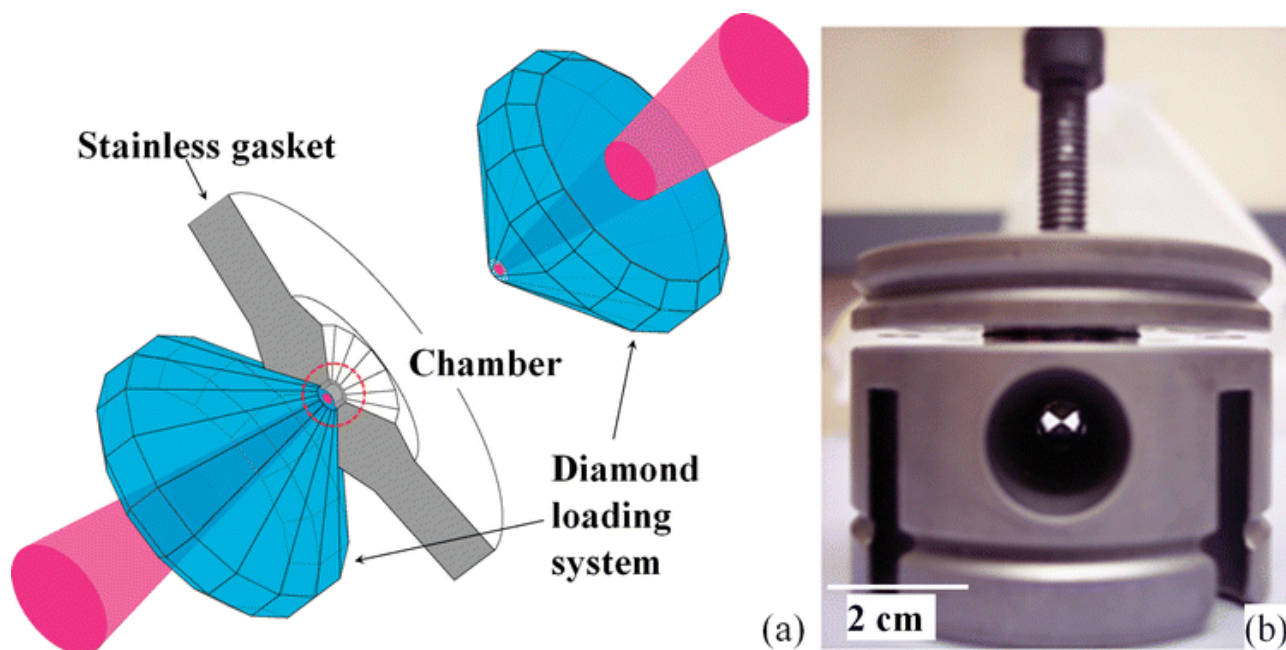 Stainless gasket
Chamber
Diamond
loading
system
(a)
2 cm
(b)